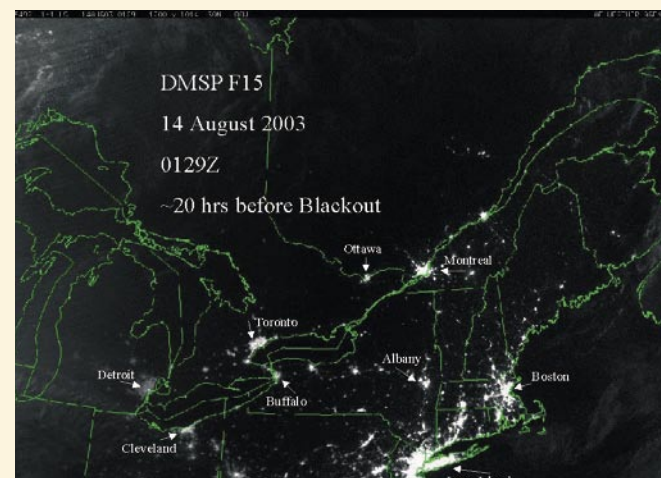 DMSP F15
14 August 2003
0129Z
~20 hrs before Blackout
Ottawa
Montreal
Toronto
Albany
Detroit
Boston
Buffalo
Cleveland